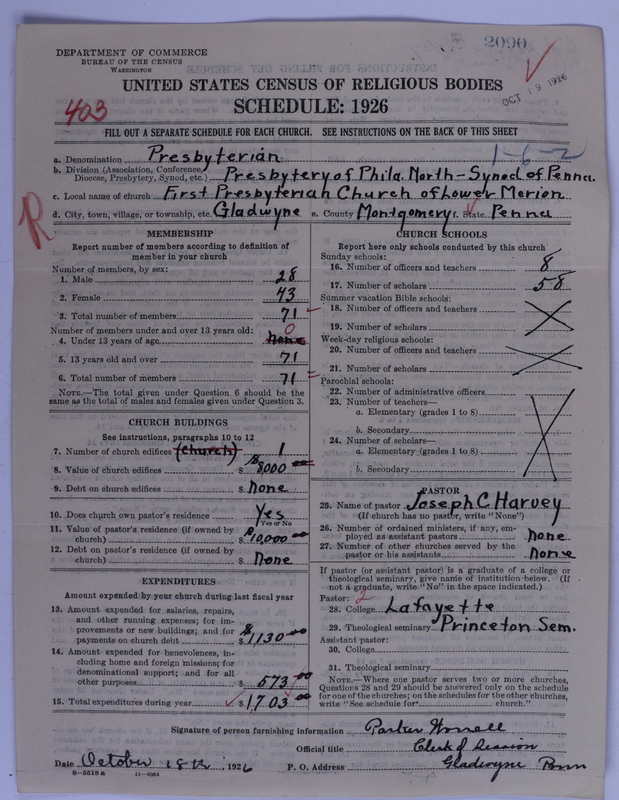 2090
DEPARTMENT OF COMMERCE
BUREAU OF THE CENSUS
WASHINGTON
OCT 19 1926
UNITED STATES CENSUS OF RELIGIOUS BODIES
403
SCHEDULE: 1926
FILL OUT A SEPARATE SCHEDULE FOR EACH CHURCH. SEE INSTRUCTIONS ON THE BACK OF THIS SHEET
a. Denomination Presbyterian 1-6-2
b. Division (Association, Conference, Diocese, Presbytery, Synod, etc.) Presbytery of Phila. North-Synod of Penna.
c. Local name of church First Presbyterian Church of Lower Merion
d. City, town, village, or township, etc. Gladwyne e. County Montgomery f. State Penna
R
MEMBERSHIP
Report number of members according to definition of
member in your church
Number of members, by sex:
1. Male 28
2. Female 43
3. Total number of members 71
Number of members under and over 13 years old: 0
4. Under 13 years of age none
5. 13 years old and over 71
6. Total number of members 71
NOTE.—The total given under Question 6 should be
same as the total of males and females given under Question 3.
CHURCH BUILDINGS
See instructions, paragraphs 10 to 12
7. Number of church edifices (church) 1
8. Value of church edifices $ 8,000 00
9. Debt on church edifices $ none
10. Does church own pastor's residence Yes
Yes or No
11. Value of pastor's residence (if owned by
church) $ 10,000 00
12. Debt on pastor's residence (if owned by
church) $ none
EXPENDITURES
Amount expended by your church during last fiscal year
13. Amount expended for salaries, repairs,
and other running expenses; for im-
provements or new buildings; and for
payments on church debt $ 1130 00
14. Amount expended for benevolences, in-
cluding home and foreign missions; for
denominational support; and for all
other purposes $ 573 00
15. Total expenditures during year $ 1703 00
CHURCH SCHOOLS
Report here only schools conducted by this church
Sunday schools:
16. Number of officers and teachers 8
17. Number of scholars 58
Summer vacation Bible schools:
18. Number of officers and teachers
19. Number of scholars
Week-day religious schools:
20. Number of officers and teachers
21. Number of scholars
Parochial schools:
22. Number of administrative officers
23. Number of teachers—
a. Elementary (grades 1 to 8)
b. Secondary
24. Number of scholars—
a. Elementary (grades 1 to 8)
b. Secondary
PASTOR
25. Name of pastor Joseph C Harvey
(If church has no pastor, write "None")
26. Number of ordained ministers, if any, em-
ployed as assistant pastors none
27. Number of other churches served by the
pastor none
If pastor (or assistant pastor) is a graduate of a college or
theological seminary, give name of institution below. (If
not a graduate, write "No" in the space indicated.)
Pastor: 2
28. College Lafayette
29. Theological seminary Princeton Sem.
Assistant pastor:
30. College
31. Theological seminary
NOTE.—Where one pastor serves two or more churches,
Questions 28 and 29 should be answered only on the schedule
for one of the churches; on the schedules for the other churches,
write "See schedule for church."
Signature of person furnishing information
Official title Clerk of Session
Date October 18th, 1926 P. O. Address Gladwyne Penn
8—5518 a 11—9054